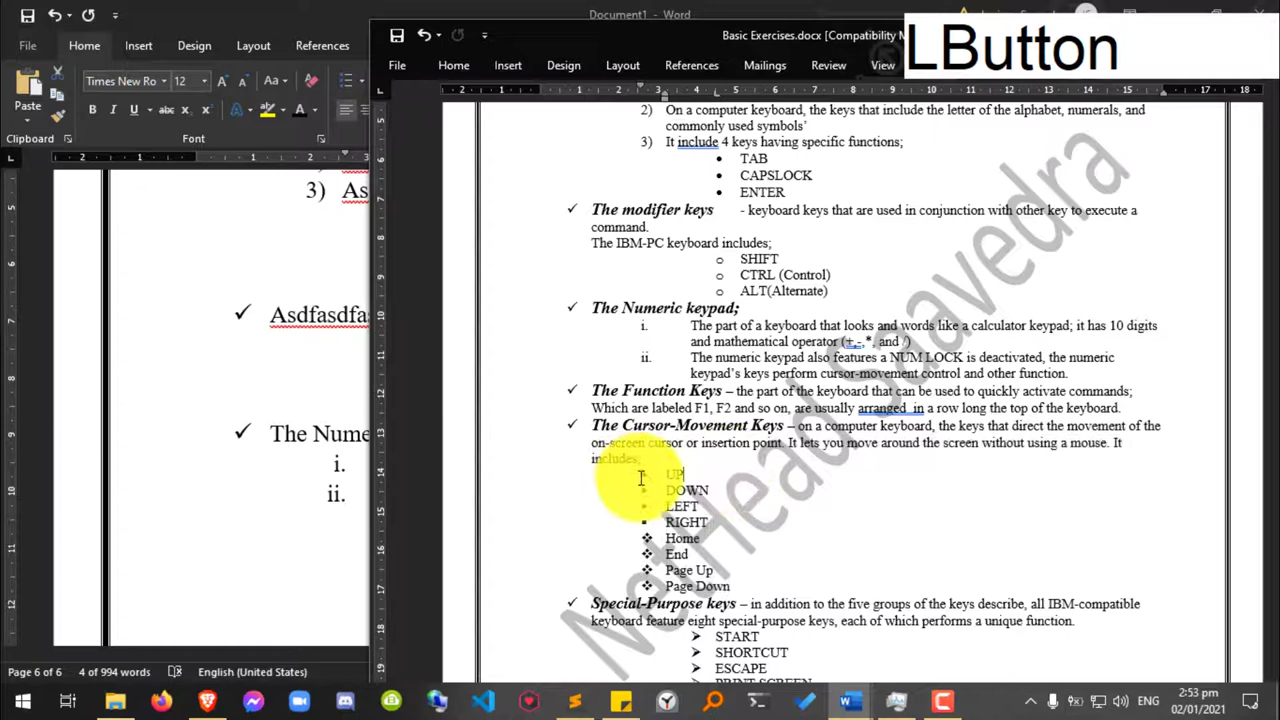 Document1 - Word
Basic Exercises.docx [Compatibility M
LButton
File Home Insert Design Layout References
File Home Insert Design Layout References Mailings Review View
Times New Ro 12
Paste
Clipboard Font
2) On a computer keyboard, the keys that include the letter of the alphabet, numerals, and
commonly used symbols’
3) It include 4 keys having specific functions;
• TAB
• CAPSLOCK
• ENTER
✓ The modifier keys - keyboard keys that are used in conjunction with other key to execute a
command.
The IBM-PC keyboard includes;
o SHIFT
o CTRL (Control)
o ALT(Alternate)
✓ The Numeric keypad;
i. The part of a keyboard that looks and words like a calculator keypad; it has 10 digits
and mathematical operator (+,-,*, and /)
ii. The numeric keypad also features a NUM LOCK is deactivated, the numeric
keypad’s keys perform cursor-movement control and other function.
✓ The Function Keys – the part of the keyboard that can be used to quickly activate commands;
Which are labeled F1, F2 and so on, are usually arranged in a row long the top of the keyboard.
✓ The Cursor-Movement Keys – on a computer keyboard, the keys that direct the movement of the
on-screen cursor or insertion point. It lets you move around the screen without using a mouse. It
includes;
UP
▪ DOWN
▪ LEFT
▪ RIGHT
❖ Home
❖ End
❖ Page Up
❖ Page Down
✓ Special-Purpose keys – in addition to the five groups of the keys describe, all IBM-compatible
keyboard feature eight special-purpose keys, each of which performs a unique function.
➢ START
➢ SHORTCUT
➢ ESCAPE
NetHead Saavedra
3) As
✓ Asdfasdfas
✓ The Nume
i.
ii.
Page 6 of 6 4 of 994 words English (United States)
ENG
2:53 pm
02/01/2021